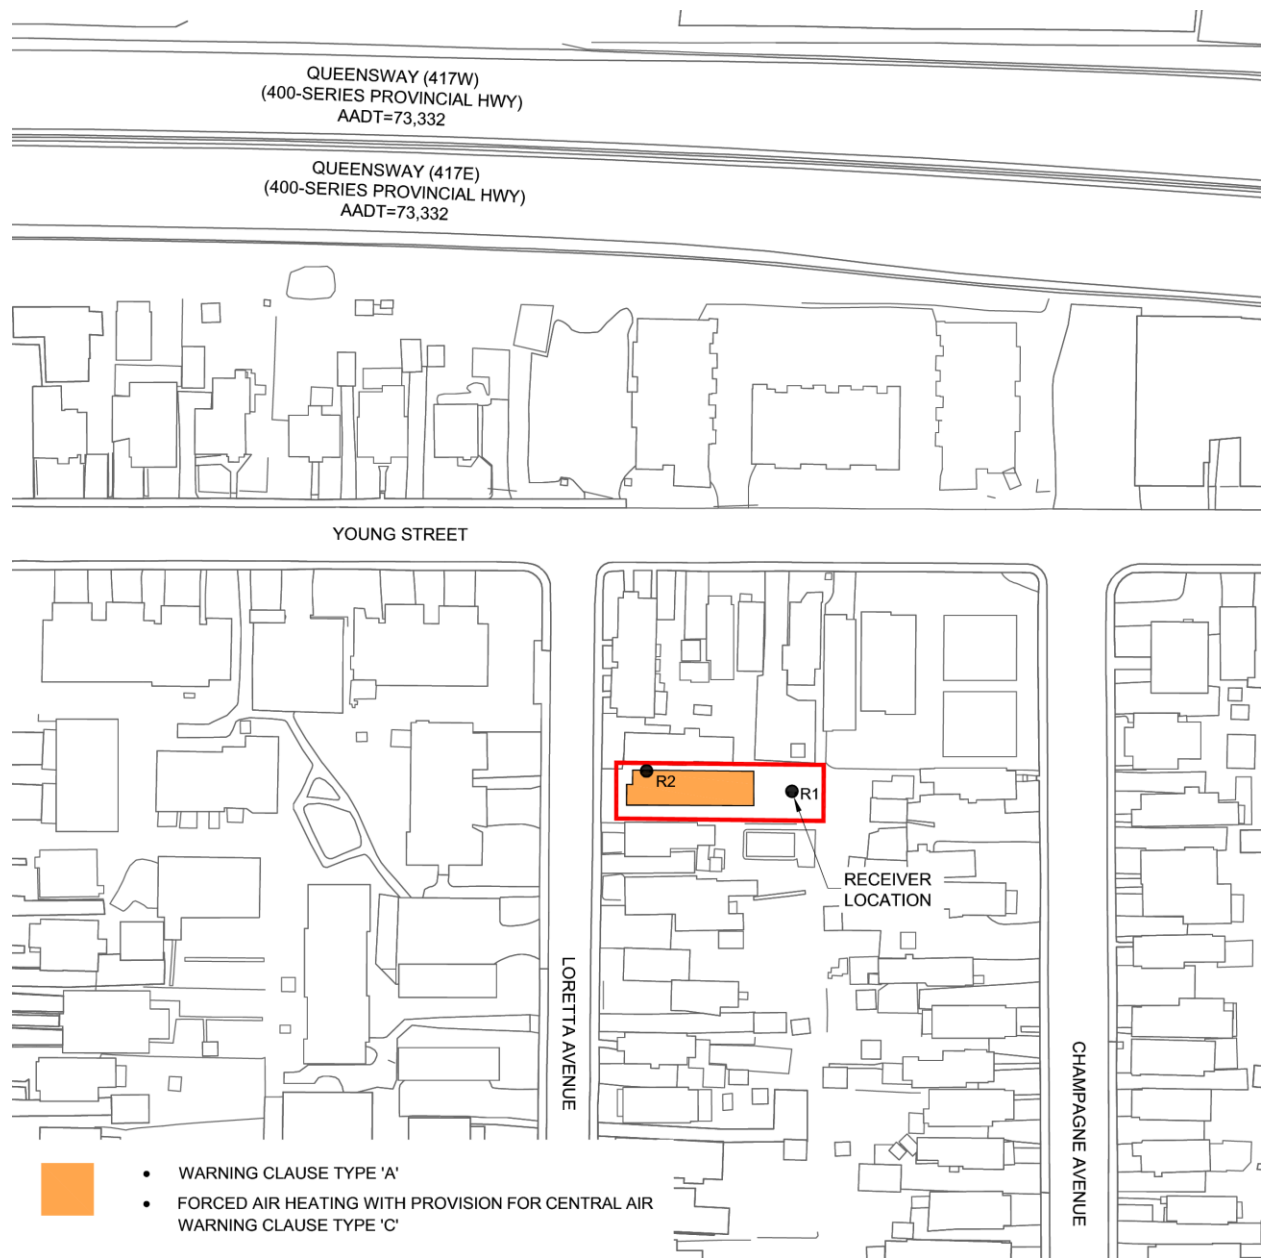 QUEENSWAY (417W)
(400-SERIES PROVINCIAL HWY)
AADT=73,332
QUEENSWAY (417E)
(400-SERIES PROVINCIAL HWY)
AADT=73,332
YOUNG STREET
R2
R1
RECEIVER
LOCATION
LORETTA AVENUE
CHAMPAGNE AVENUE
• WARNING CLAUSE TYPE 'A'
• FORCED AIR HEATING WITH PROVISION FOR CENTRAL AIR
WARNING CLAUSE TYPE 'C'